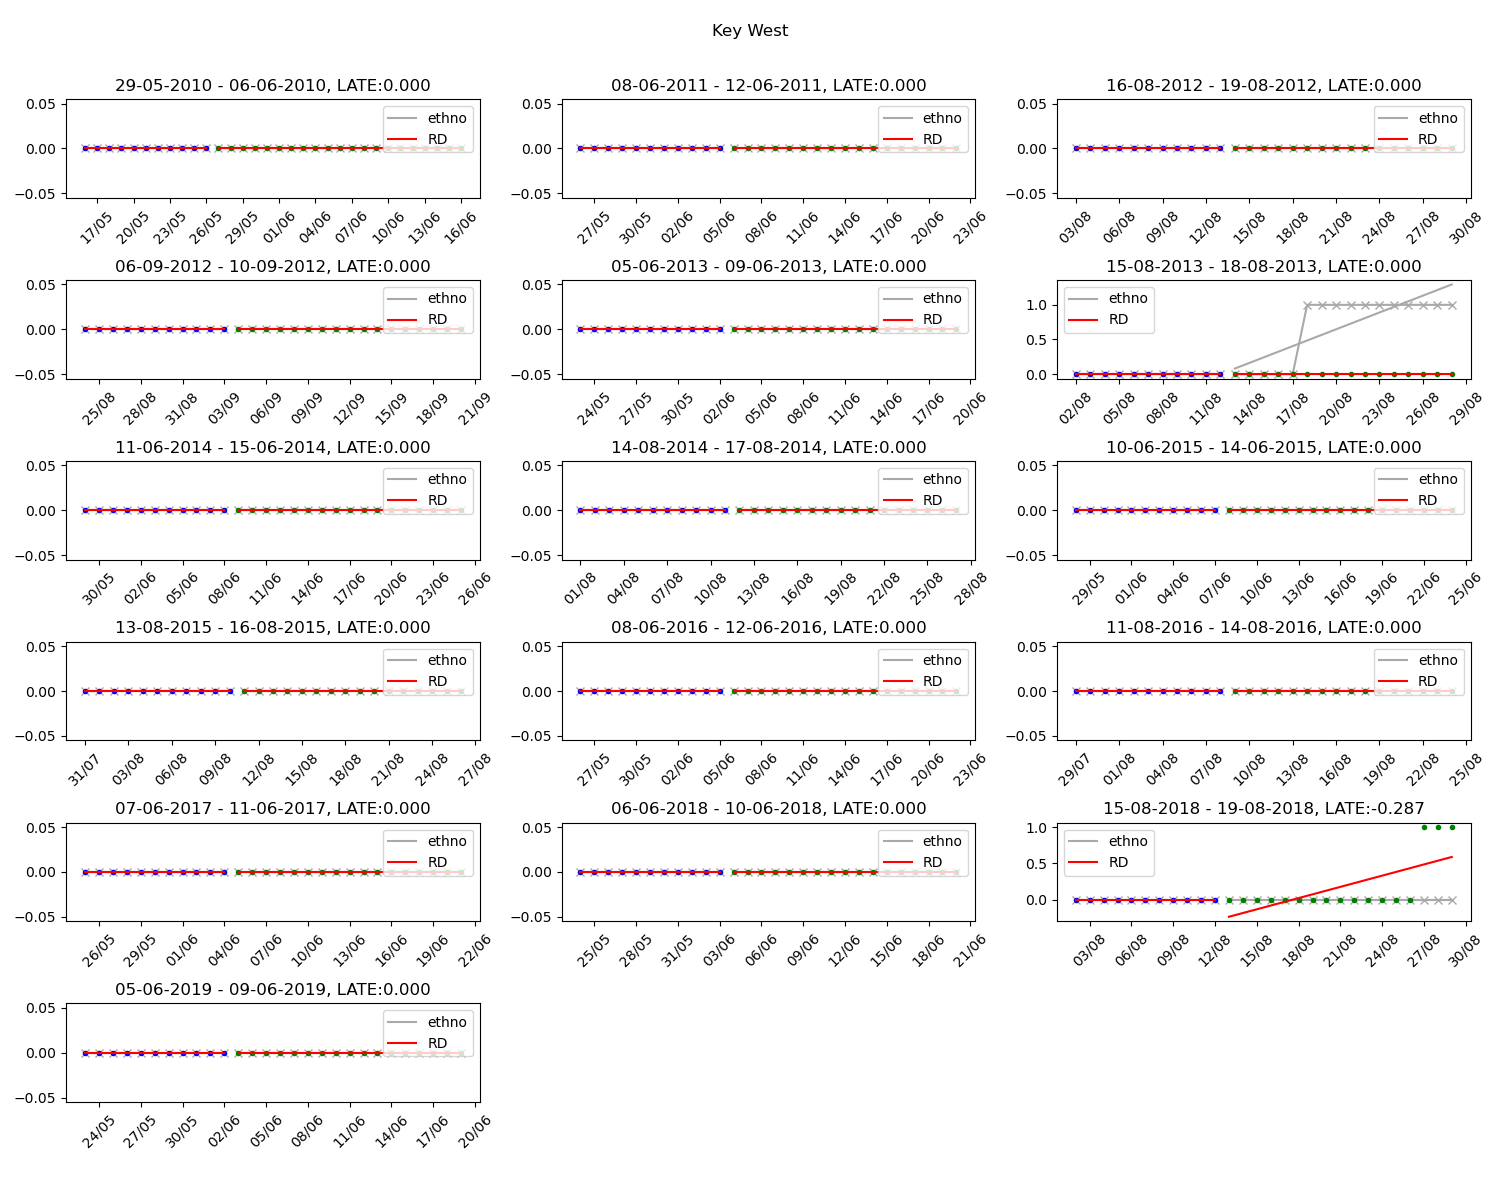 Key West
29-05-2010 - 06-06-2010, LATE:0.000
08-06-2011 - 12-06-2011, LATE:0.000
16-08-2012 - 19-08-2012, LATE:0.000
0.05
0.00
−0.05
ethno
RD
17/05 20/05 23/05 26/05 29/05 01/06 04/06 07/06 10/06 13/06 16/06
0.05
0.00
−0.05
ethno
RD
27/05 30/05 02/06 05/06 08/06 11/06 14/06 17/06 20/06 23/06
0.05
0.00
−0.05
ethno
RD
03/08 06/08 09/08 12/08 15/08 18/08 21/08 24/08 27/08 30/08
06-09-2012 - 10-09-2012, LATE:0.000
05-06-2013 - 09-06-2013, LATE:0.000
15-08-2013 - 18-08-2013, LATE:0.000
0.05
0.00
−0.05
ethno
RD
25/08 28/08 31/08 03/09 06/09 09/09 12/09 15/09 18/09 21/09
0.05
0.00
−0.05
ethno
RD
24/05 27/05 30/05 02/06 05/06 08/06 11/06 14/06 17/06 20/06
1.0
0.5
0.0
ethno
RD
02/08 05/08 08/08 11/08 14/08 17/08 20/08 23/08 26/08 29/08
11-06-2014 - 15-06-2014, LATE:0.000
14-08-2014 - 17-08-2014, LATE:0.000
10-06-2015 - 14-06-2015, LATE:0.000
0.05
0.00
−0.05
ethno
RD
30/05 02/06 05/06 08/06 11/06 14/06 17/06 20/06 23/06 26/06
0.05
0.00
−0.05
ethno
RD
01/08 04/08 07/08 10/08 13/08 16/08 19/08 22/08 25/08 28/08
0.05
0.00
−0.05
ethno
RD
29/05 01/06 04/06 07/06 10/06 13/06 16/06 19/06 22/06 25/06
13-08-2015 - 16-08-2015, LATE:0.000
08-06-2016 - 12-06-2016, LATE:0.000
11-08-2016 - 14-08-2016, LATE:0.000
0.05
0.00
−0.05
ethno
RD
31/07 03/08 06/08 09/08 12/08 15/08 18/08 21/08 24/08 27/08
0.05
0.00
−0.05
ethno
RD
27/05 30/05 02/06 05/06 08/06 11/06 14/06 17/06 20/06 23/06
0.05
0.00
−0.05
ethno
RD
29/07 01/08 04/08 07/08 10/08 13/08 16/08 19/08 22/08 25/08
07-06-2017 - 11-06-2017, LATE:0.000
06-06-2018 - 10-06-2018, LATE:0.000
15-08-2018 - 19-08-2018, LATE:-0.287
0.05
0.00
−0.05
ethno
RD
26/05 29/05 01/06 04/06 07/06 10/06 13/06 16/06 19/06 22/06
0.05
0.00
−0.05
ethno
RD
25/05 28/05 31/05 03/06 06/06 09/06 12/06 15/06 18/06 21/06
1.0
0.5
0.0
ethno
RD
03/08 06/08 09/08 12/08 15/08 18/08 21/08 24/08 27/08 30/08
05-06-2019 - 09-06-2019, LATE:0.000
0.05
0.00
−0.05
ethno
RD
24/05 27/05 30/05 02/06 05/06 08/06 11/06 14/06 17/06 20/06